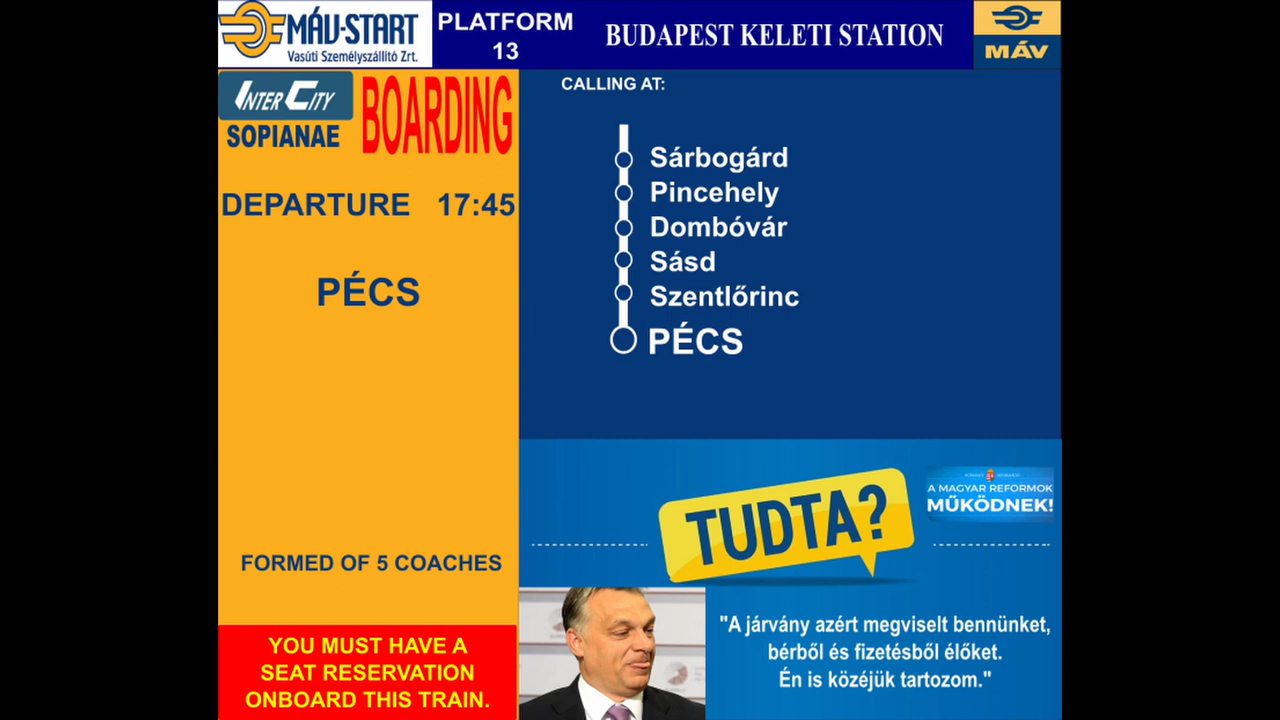 MÁV-START
Vasúti Személyszállító Zrt.
PLATFORM
13
BUDAPEST KELETI STATION
MÁV
INTER CITY
SOPIANAE
BOARDING
DEPARTURE 17:45
PÉCS
FORMED OF 5 COACHES
YOU MUST HAVE A
SEAT RESERVATION
ONBOARD THIS TRAIN.
CALLING AT:
Sárbogárd
Pincehely
Dombóvár
Sásd
Szentlőrinc
PÉCS
TUDTA?
A MAGYAR REFORMOK
MŰKÖDNEK!
"A járvány azért megviselt bennünket,
bérből és fizetésből élőket.
Én is közéjük tartozom."